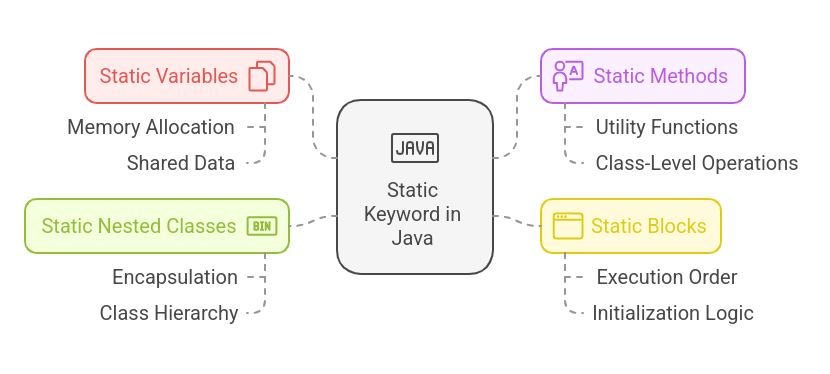 Static Variables
Memory Allocation
Shared Data
Static Nested Classes
BIN
Encapsulation
Class Hierarchy
JAVA
Static
Keyword in
Java
A
Static Methods
Utility Functions
Class-Level Operations
Static Blocks
Execution Order
Initialization Logic